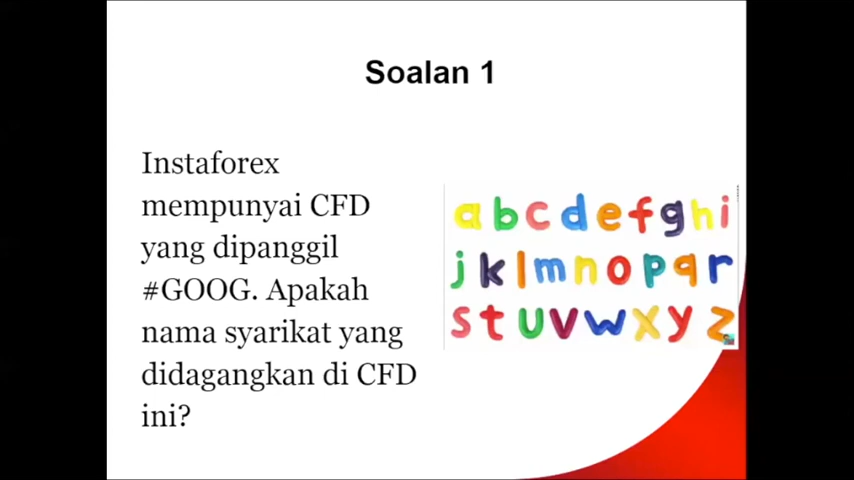 Soalan 1
Instaforex
mempunyai CFD
yang dipanggil
#GOOG. Apakah
nama syarikat yang
didagangkan di CFD
ini?
a b c d e f g h i
j k l m n o p q r
s t u v w x y z